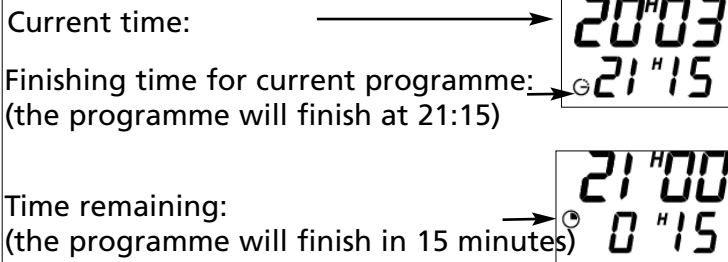 Current time:
20H03
Finishing time for current programme:
21H15
(the programme will finish at 21:15)
21H00
Time remaining:
0H15
(the programme will finish in 15 minutes)